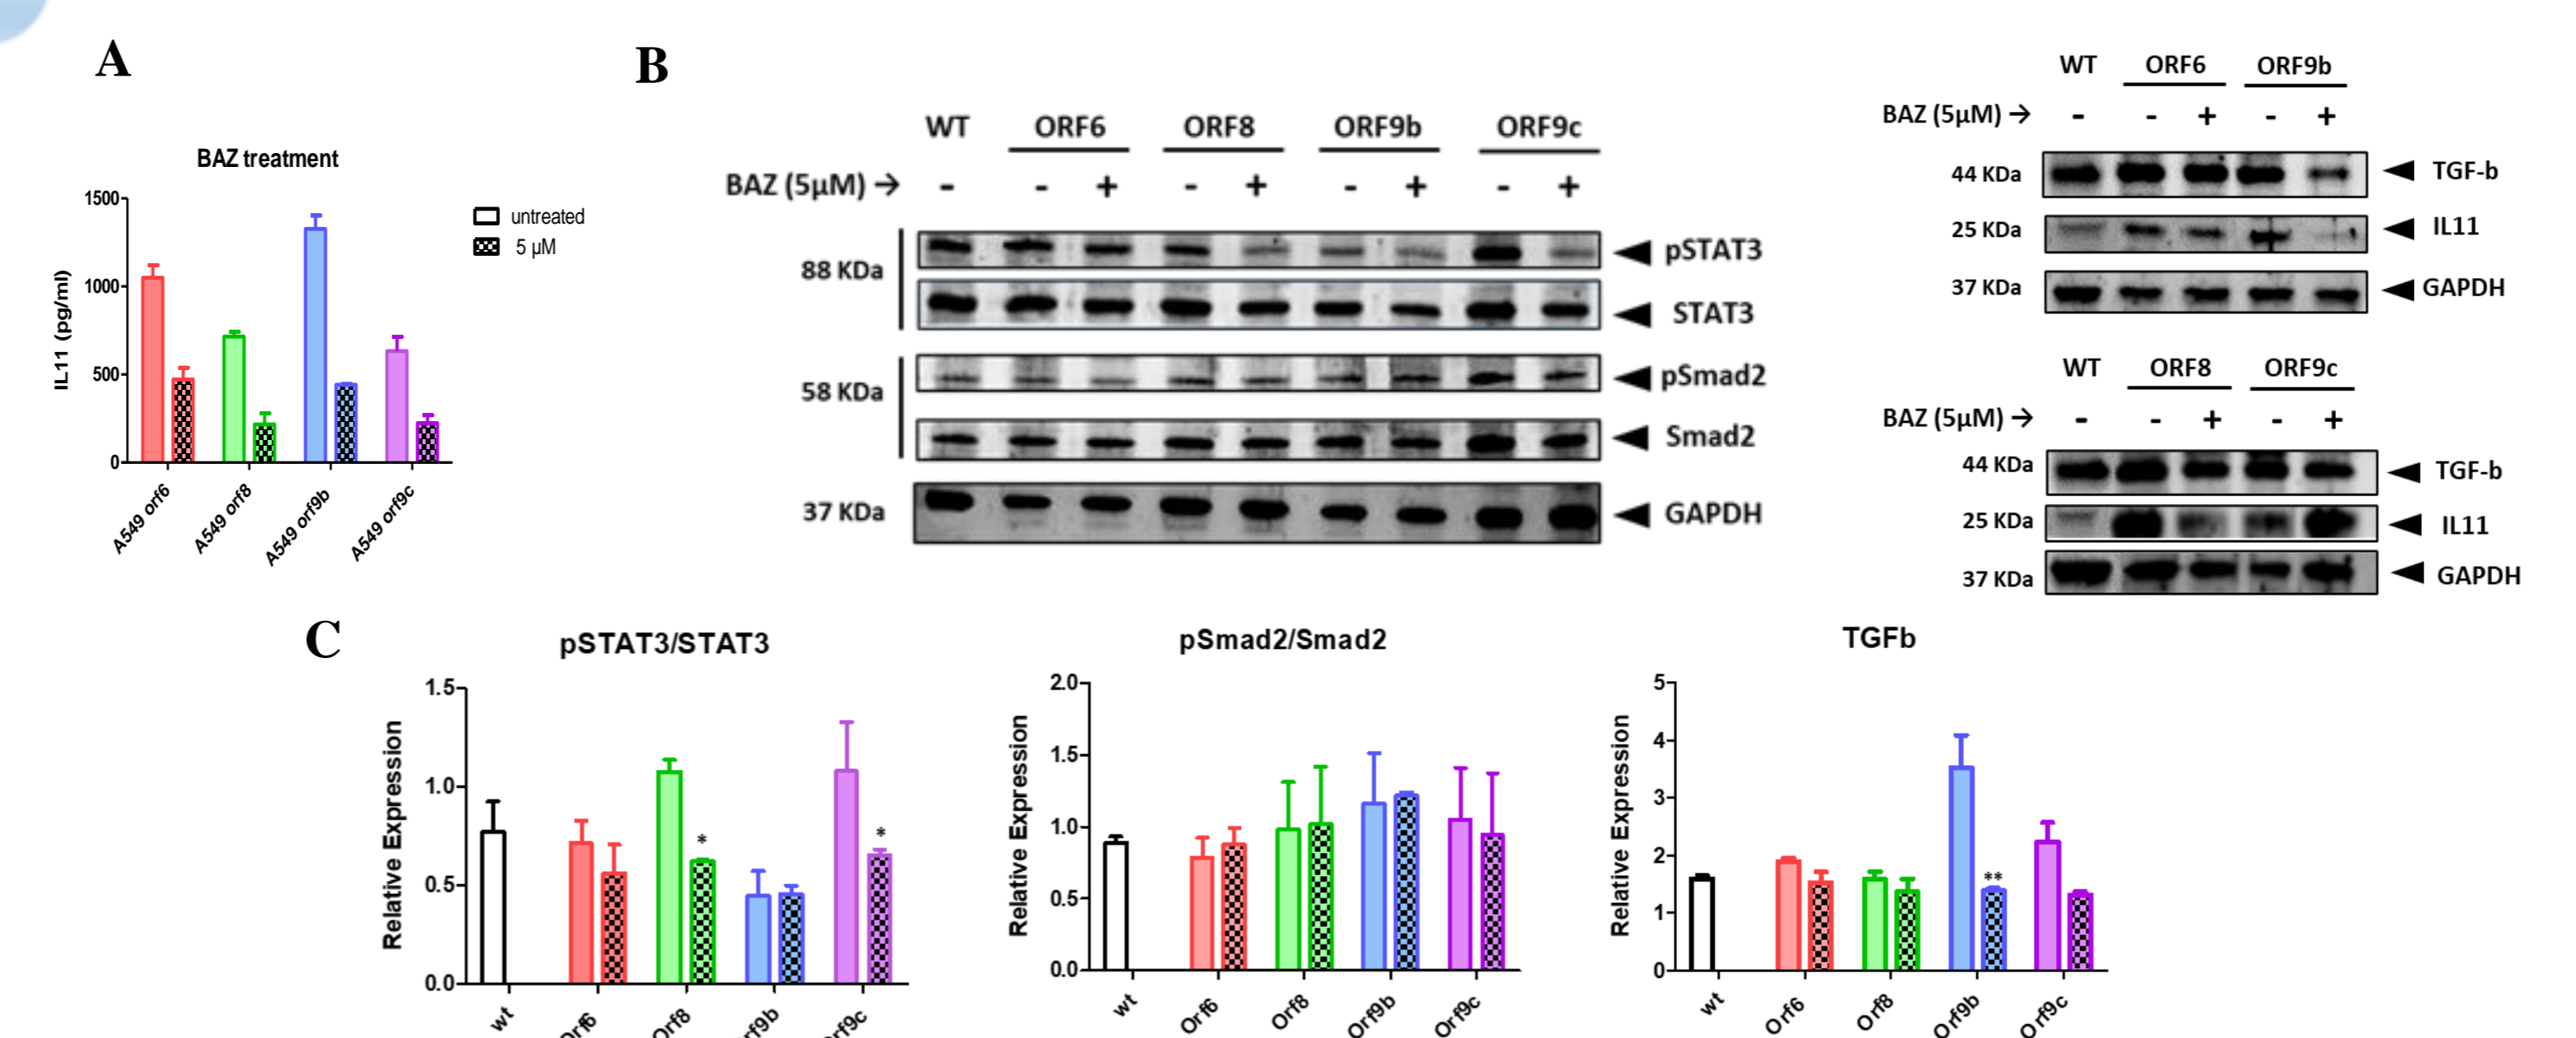 A
BAZ treatment
untreated
5 µM
IL11 (pg/ml)
1500
1000
500
0
A549 orf6
A549 orf8
A549 orf9b
A549 orf9c
B
WT ORF6 ORF8 ORF9b ORF9c
BAZ (5µM) → - - + - + - + - +
88 KDa
pSTAT3
STAT3
58 KDa
pSmad2
Smad2
37 KDa GAPDH
WT ORF6 ORF9b
BAZ (5µM) → - - + - +
44 KDa TGF-b
25 KDa IL11
37 KDa GAPDH
WT ORF8 ORF9c
BAZ (5µM) → - - + - +
44 KDa TGF-b
25 KDa IL11
37 KDa GAPDH
C
pSTAT3/STAT3
Relative Expression
1.5
1.0
0.5
0.0
*
*
wt
Orf6
Orf8
Orf9b
Orf9c
pSmad2/Smad2
Relative Expression
2.0
1.5
1.0
0.5
0.0
wt
Orf6
Orf8
Orf9b
Orf9c
TGFb
Relative Expression
5
4
3
2
1
0
**
wt
Orf6
Orf8
Orf9b
Orf9c